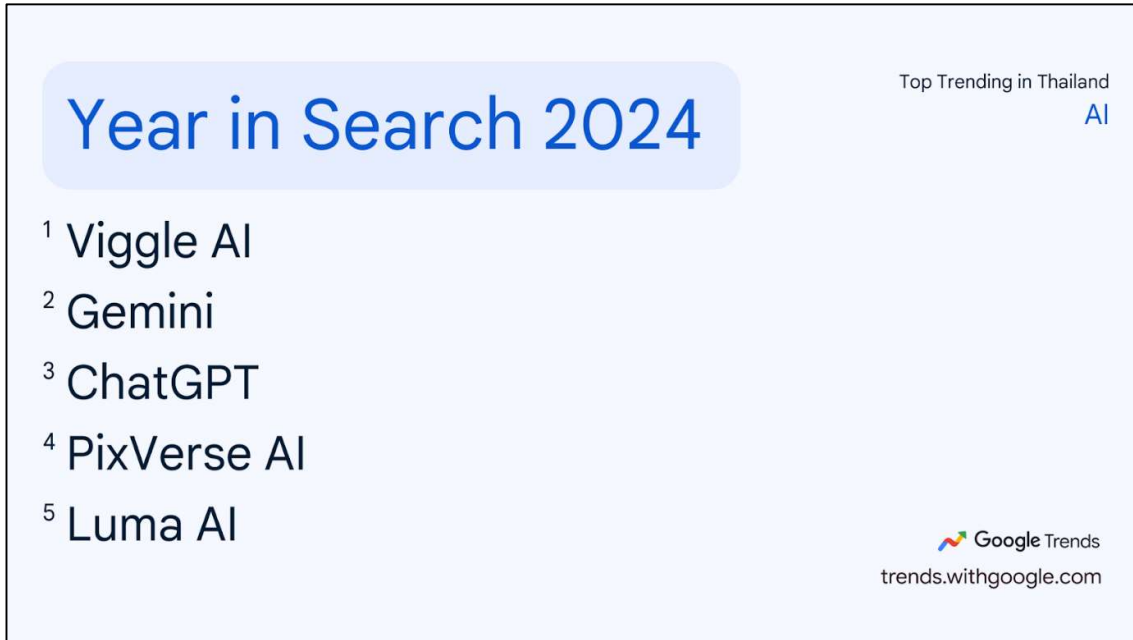 Year in Search 2024
Top Trending in Thailand
AI
1 Viggle AI
2 Gemini
3 ChatGPT
4 PixVerse AI
5 Luma AI
Google Trends
trends.withgoogle.com